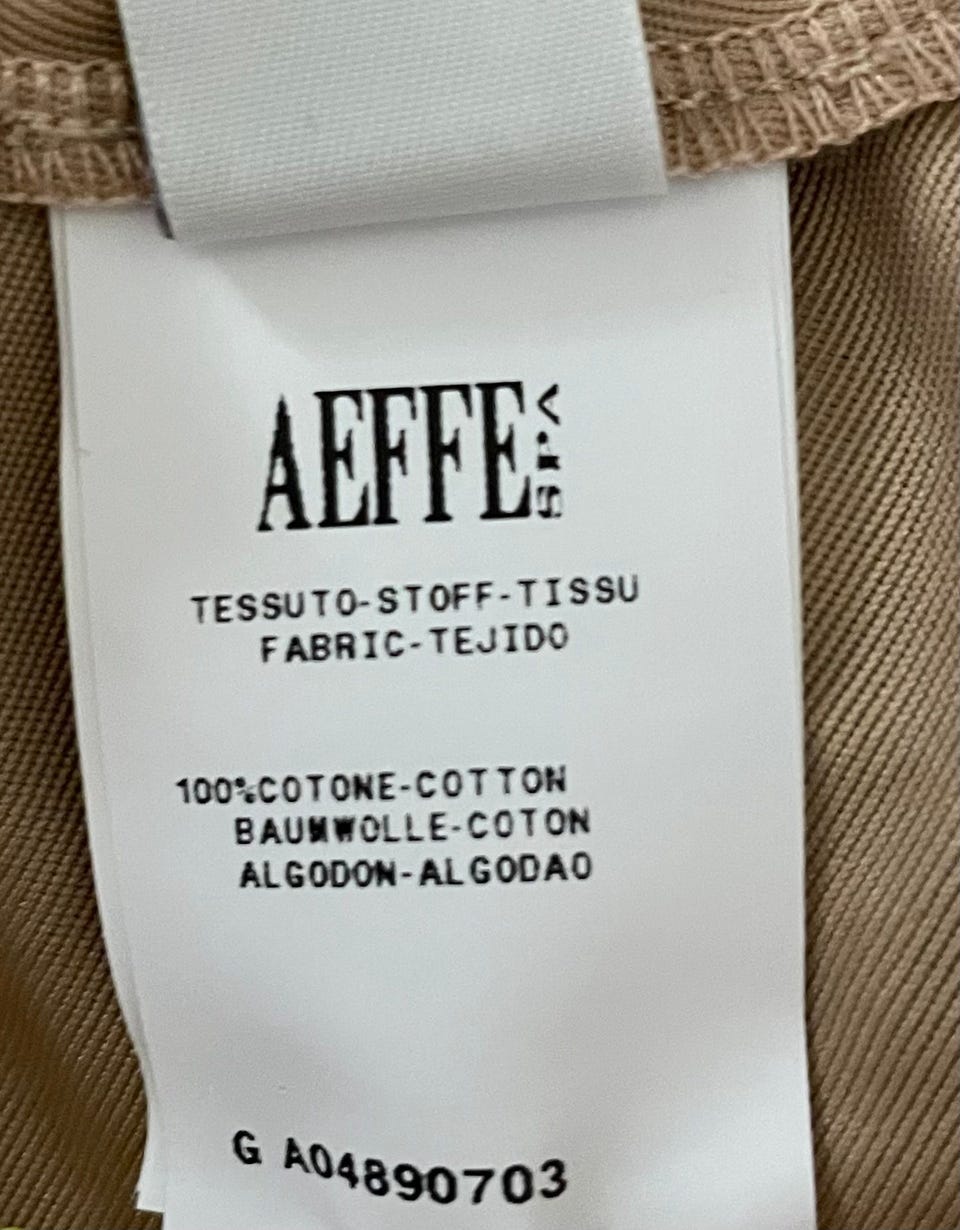 AEFFE S.P.A
TESSUTO-STOFF-TISSU
FABRIC-TEJIDO
100%COTONE-COTTON
BAUMWOLLE-COTON
ALGODON-ALGODAO
G A04890703